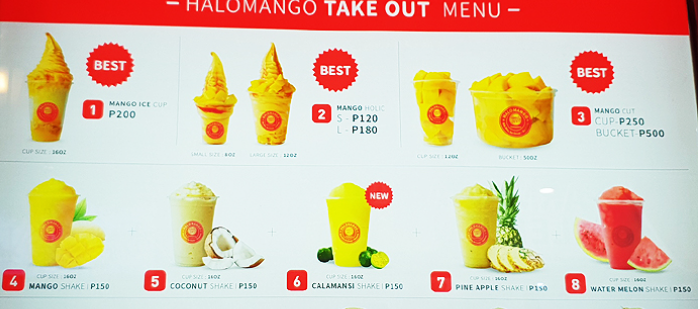 — HALOMANGO TAKE OUT MENU —
BEST
1 MANGO ICE CUP
P200
CUP SIZE : 16OZ
BEST
2 MANGO HOLIC
S - P120
L - P180
SMALL SIZE : 8OZ
LARGE SIZE : 12OZ
BEST
3 MANGO CUT
CUP-P250
BUCKET-P500
CUP SIZE : 12OZ
BUCKET : 50OZ
CUP SIZE : 16OZ
4 MANGO SHAKE | P150
CUP SIZE : 16OZ
5 COCONUT SHAKE | P150
NEW
CUP SIZE : 16OZ
6 CALAMANSI SHAKE | P150
CUP SIZE : 16OZ
7 PINE APPLE SHAKE | P150
CUP SIZE : 16OZ
8 WATER MELON SHAKE | P150